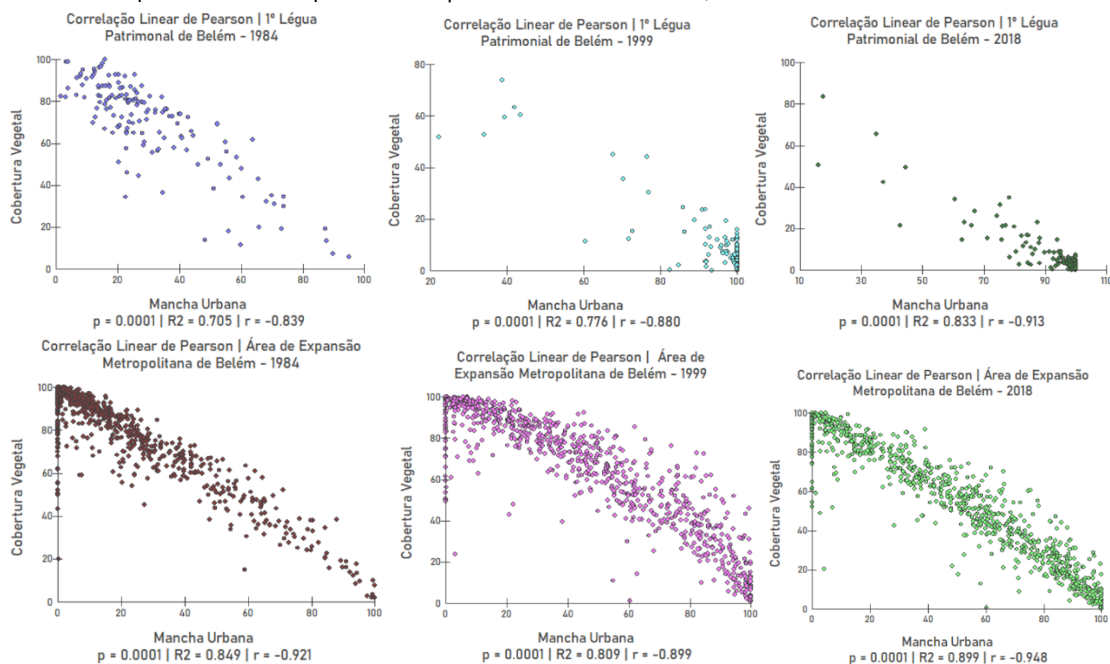 Correlação Linear de Pearson | 1º Légua
Patrimonal de Belém - 1984
100
80
60
40
20
0
Cobertura Vegetal
0 20 40 60 80 100
Mancha Urbana
p = 0.0001 | R2 = 0.705 | r = -0.839
Correlação Linear de Pearson | 1º Légua
Patrimonial de Belém - 1999
80
60
40
20
0
Cobertura Vegetal
22 40 60 80 100
Mancha Urbana
p = 0.0001 | R2 = 0.776 | r = -0.880
Correlação Linear de Pearson | 1º Légua
Patrimonial de Belém - 2018
100
80
60
40
20
0
Cobertura Vegetal
10 30 50 70 90 110
Mancha Urbana
p = 0.0001 | R2 = 0.833 | r = -0.913
Correlação Linear de Pearson | Área de Expansão
Metropolitana de Belém - 1984
100
80
60
40
20
0
Cobertura Vegetal
0 20 40 60 80 100
Mancha Urbana
p = 0.0001 | R2 = 0.849 | r = -0.921
Correlação Linear de Pearson | Área de
Expansão Metropolitana de Belém - 1999
100
80
60
40
20
0
Cobertura Vegetal
0 20 40 60 80 100
Mancha Urbana
p = 0.0001 | R2 = 0.809 | r = -0.899
Correlação Linear de Pearson | Área de Expansão
Metropolitana de Belém - 2018
100
80
60
40
20
0
Cobertura Vegetal
0 20 40 60 80 100
Mancha Urbana
p = 0.0001 | R2 = 0.899 | r = -0.948